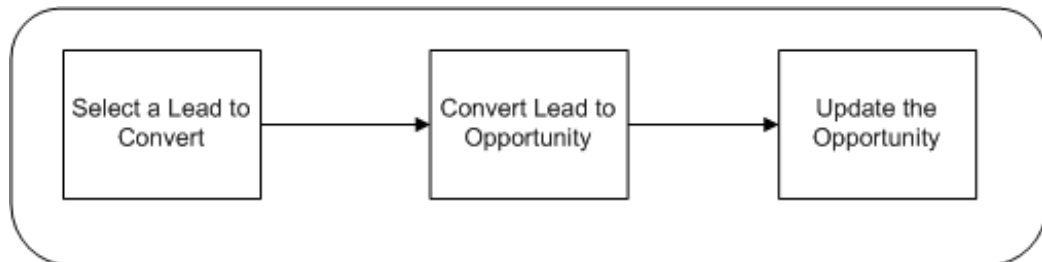 Select a Lead to
Convert
Convert Lead to
Opportunity
Update the
Opportunity